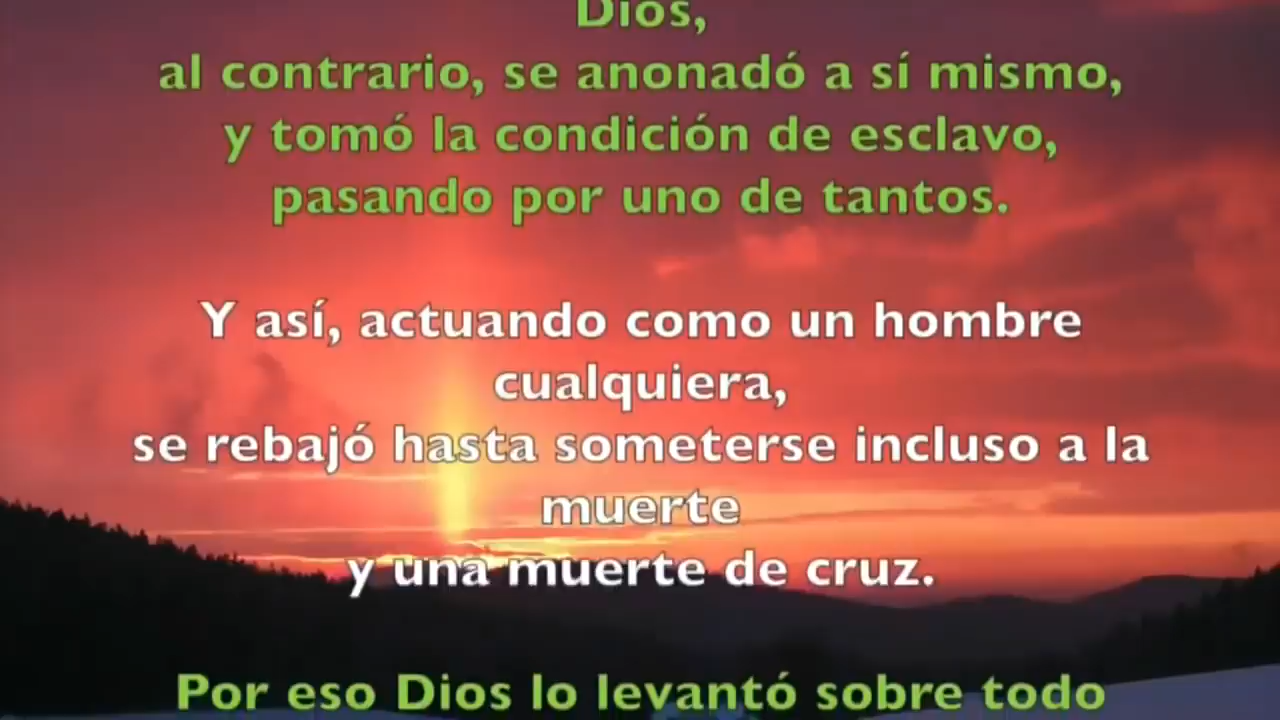 Dios,
al contrario, se anonadó a sí mismo,
y tomó la condición de esclavo,
pasando por uno de tantos.
Y así, actuando como un hombre
cualquiera,
se rebajó hasta someterse incluso a la
muerte
y una muerte de cruz.
Por eso Dios lo levantó sobre todo